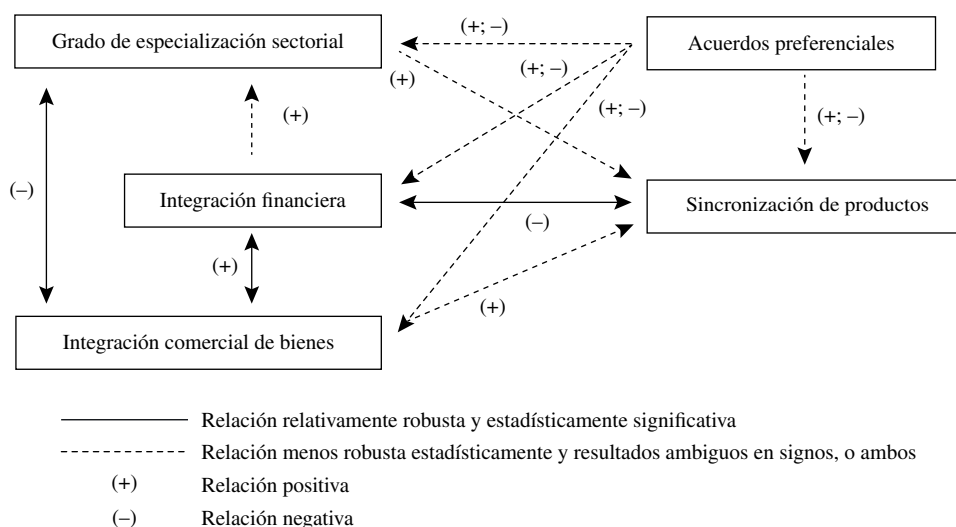 Grado de especialización sectorial
(+; –)
Acuerdos preferenciales
(+)
(+; –)
(+)
(+; –)
(+; –)
(–)
Integración financiera
(–)
Sincronización de productos
(+)
(+)
Integración comercial de bienes
Relación relativamente robusta y estadísticamente significativa
Relación menos robusta estadísticamente y resultados ambiguos en signos, o ambos
(+) Relación positiva
(–) Relación negativa